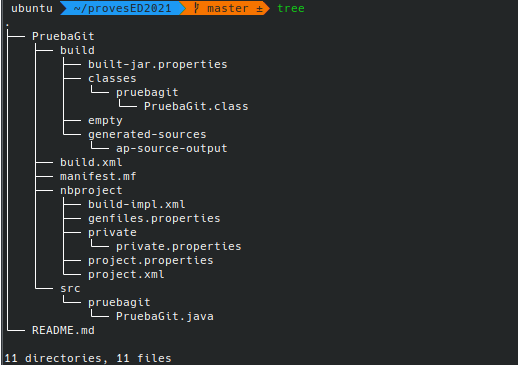 ubuntu ~/provesED2021 master ± tree
.
├── PruebaGit
│   ├── build
│   │   ├── built-jar.properties
│   │   ├── classes
│   │   │   └── pruebagit
│   │   │       └── PruebaGit.class
│   │   ├── empty
│   │   └── generated-sources
│   │       └── ap-source-output
│   ├── build.xml
│   ├── manifest.mf
│   ├── nbproject
│   │   ├── build-impl.xml
│   │   ├── genfiles.properties
│   │   ├── private
│   │   │   └── private.properties
│   │   ├── project.properties
│   │   └── project.xml
│   └── src
│       └── pruebagit
│           └── PruebaGit.java
└── README.md
11 directories, 11 files